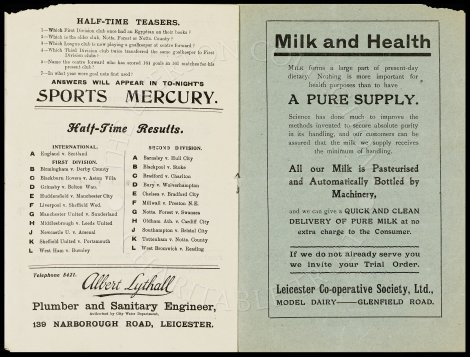 HALF-TIME TEASERS.
1—Which First Division club once had an Egyptian on their books?
2—Which is the older club, Notts. Forest or Notts. County?
3—Which League club is now playing a goalkeeper at centre forward?
4—Which Third Division club twice transferred the same goalkeeper to First Division clubs?
5—Name the centre forward who has scored 164 goals in 161 matches for his present club?
7—In what year were goal nets first used?
ANSWERS WILL APPEAR IN TO-NIGHT'S
SPORTS MERCURY.
Half-Time Results.
INTERNATIONAL.
A England v. Scotland
FIRST DIVISION.
B Birmingham v. Derby County
C Blackburn Rovers v. Aston Villa
D Grimsby v. Bolton Wan.
E Huddersfield v. Manchester City
F Liverpool v. Sheffield Wed.
G Manchester United v. Sunderland
H Middlesbrough v. Leeds United
J Newcastle U. v. Arsenal
K Sheffield United v. Portsmouth
L West Ham v. Burnley
SECOND DIVISION.
A Barnsley v. Hull City
B Blackpool v. Stoke
C Bradford v. Charlton
D Bury v. Wolverhampton
E Chelsea v. Bradford City
F Millwall v. Preston N.E.
G Notts. Forest v. Swansea
H Oldham Ath. v. Cardiff City
J Southampton v. Bristol City
K Tottenham v. Notts County
L West Bromwich v. Reading
Telephone 5421.
Albert Lythall
Plumber and Sanitary Engineer,
Authorised by City Water Department,
139 NARBOROUGH ROAD, LEICESTER.
Milk and Health
MILK forms a large part of present-day
dietary. Nothing is more important for
health purposes than to have
A PURE SUPPLY.
Science has done much to improve the
methods invented to secure absolute purity
in its handling, and our customers can be
assured that the milk we supply receives
the minimum of handling.
All our Milk is Pasteurised
and Automatically Bottled by
Machinery,
and we can give a QUICK AND CLEAN
DELIVERY OF PURE MILK at no
extra charge to the Consumer.
If we do not already serve you
we invite your Trial Order.
Leicester Co-operative Society, Ltd.,
MODEL DAIRY——GLENFIELD ROAD.